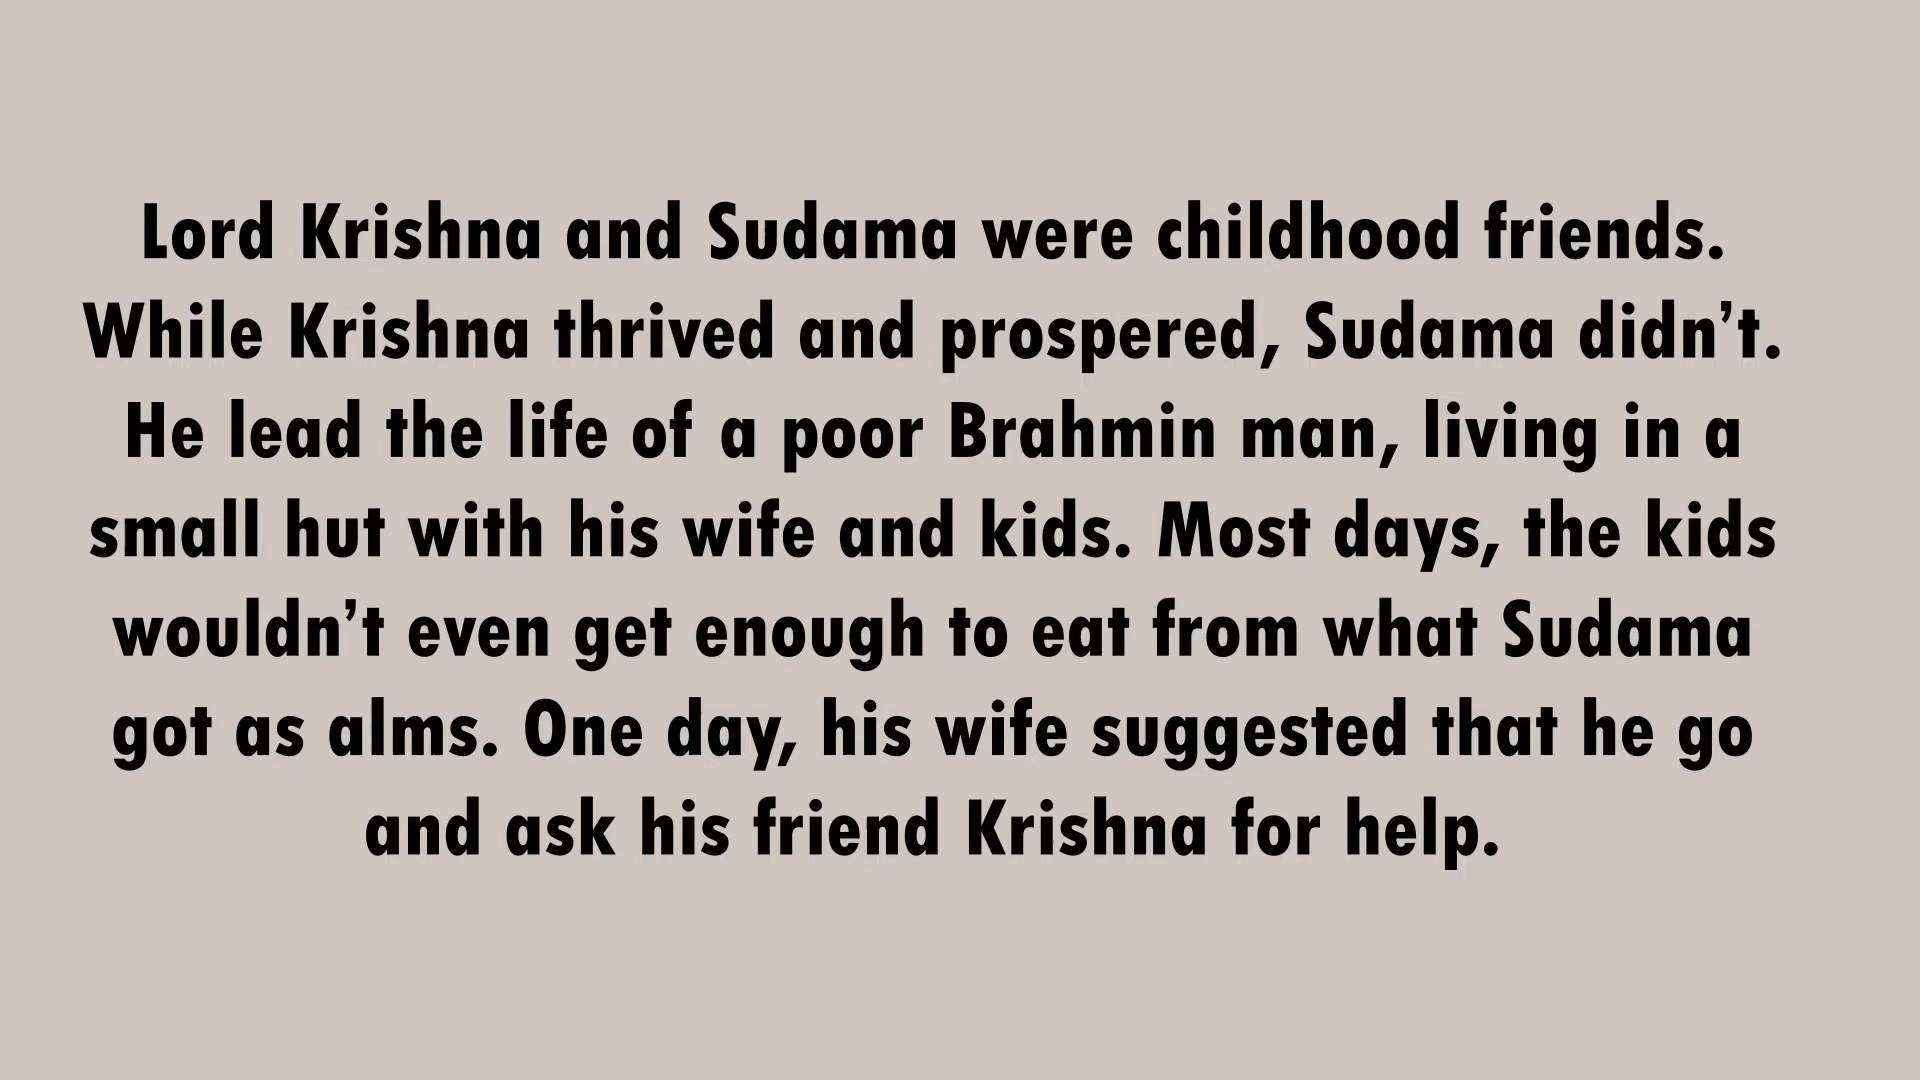 Lord Krishna and Sudama were childhood friends.
While Krishna thrived and prospered, Sudama didn’t.
He lead the life of a poor Brahmin man, living in a
small hut with his wife and kids. Most days, the kids
wouldn’t even get enough to eat from what Sudama
got as alms. One day, his wife suggested that he go
and ask his friend Krishna for help.